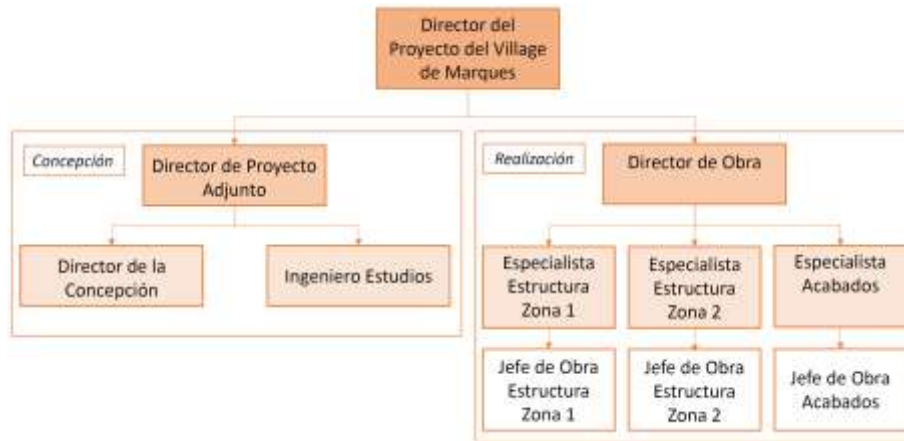 Director del
Proyecto del Village
de Marques
Concepción
Director de Proyecto
Adjunto
Director de la
Concepción
Ingeniero Estudios
Realización
Director de Obra
Especialista
Estructura
Zona 1
Especialista
Estructura
Zona 2
Especialista
Acabados
Jefe de Obra
Estructura
Zona 1
Jefe de Obra
Estructura
Zona 2
Jefe de Obra
Acabados